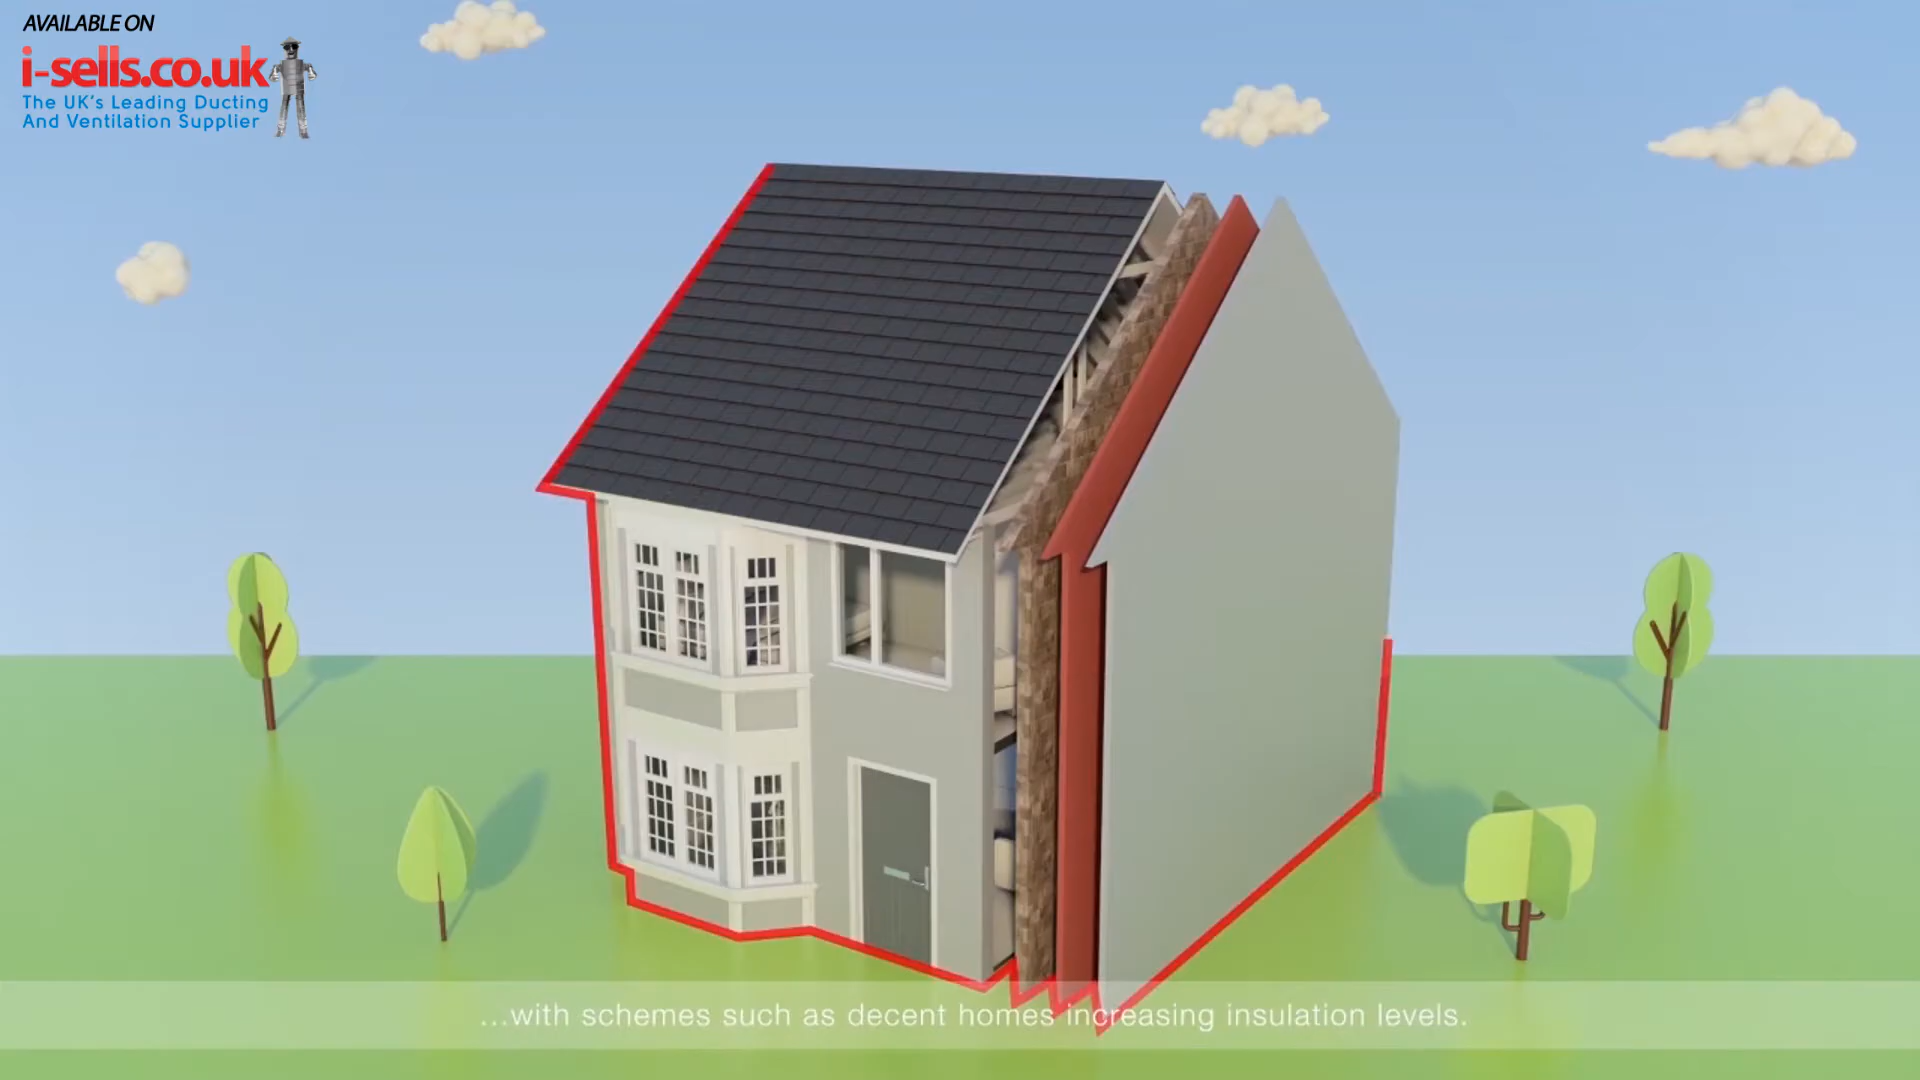 AVAILABLE ON
i-sells.co.uk
The UK's Leading Ducting
And Ventilation Supplier
...with schemes such as decent homes increasing insulation levels.